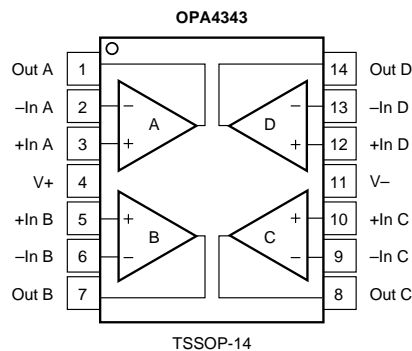 OPA4343
Out A 1 14 Out D
–In A 2 – – 13 –In D
A D
+In A 3 + + 12 +In D
V+ 4 11 V–
+In B 5 + + 10 +In C
B C
–In B 6 – – 9 –In C
Out B 7 8 Out C
TSSOP-14